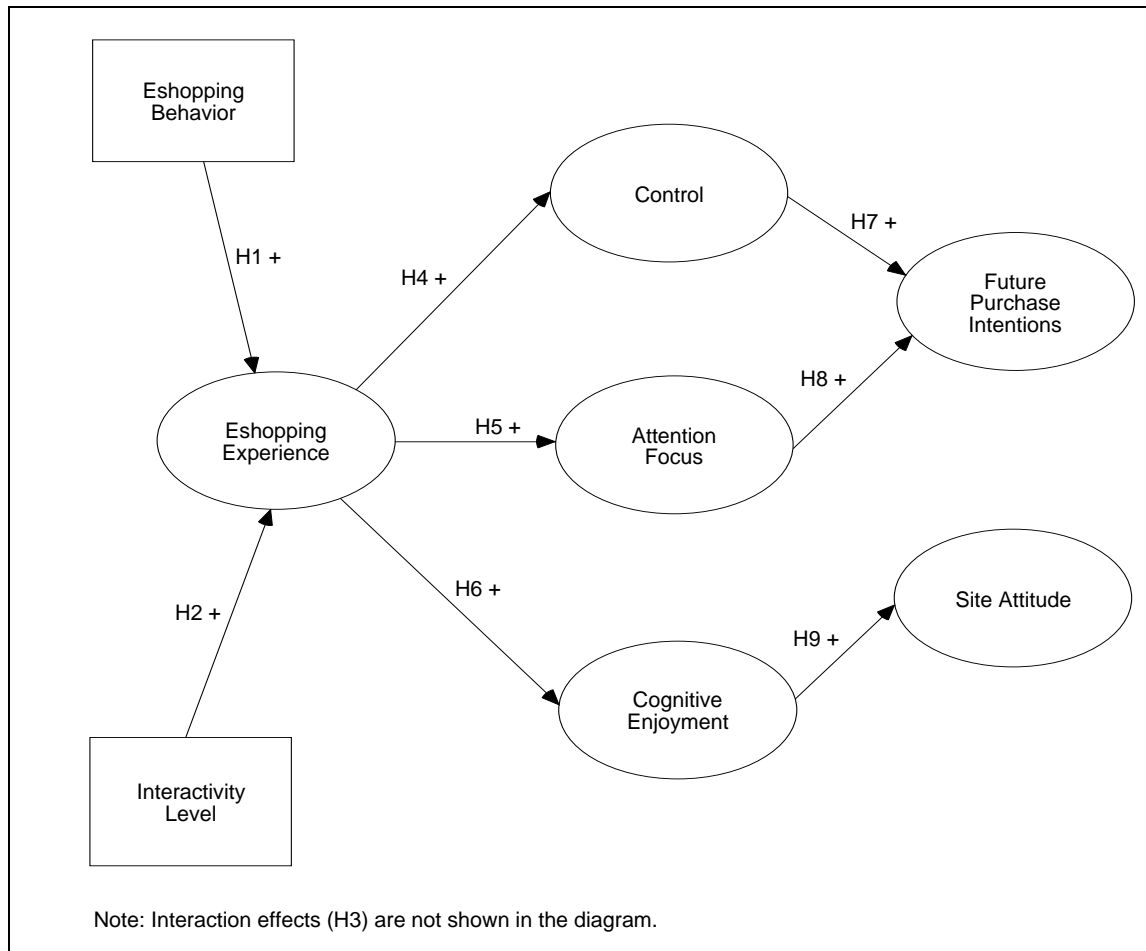 Eshopping
Behavior
H1 +
Eshopping
Experience
H2 +
Interactivity
Level
H4 +
H5 +
H6 +
Control
Attention
Focus
Cognitive
Enjoyment
H7 +
H8 +
H9 +
Future
Purchase
Intentions
Site Attitude
Note: Interaction effects (H3) are not shown in the diagram.